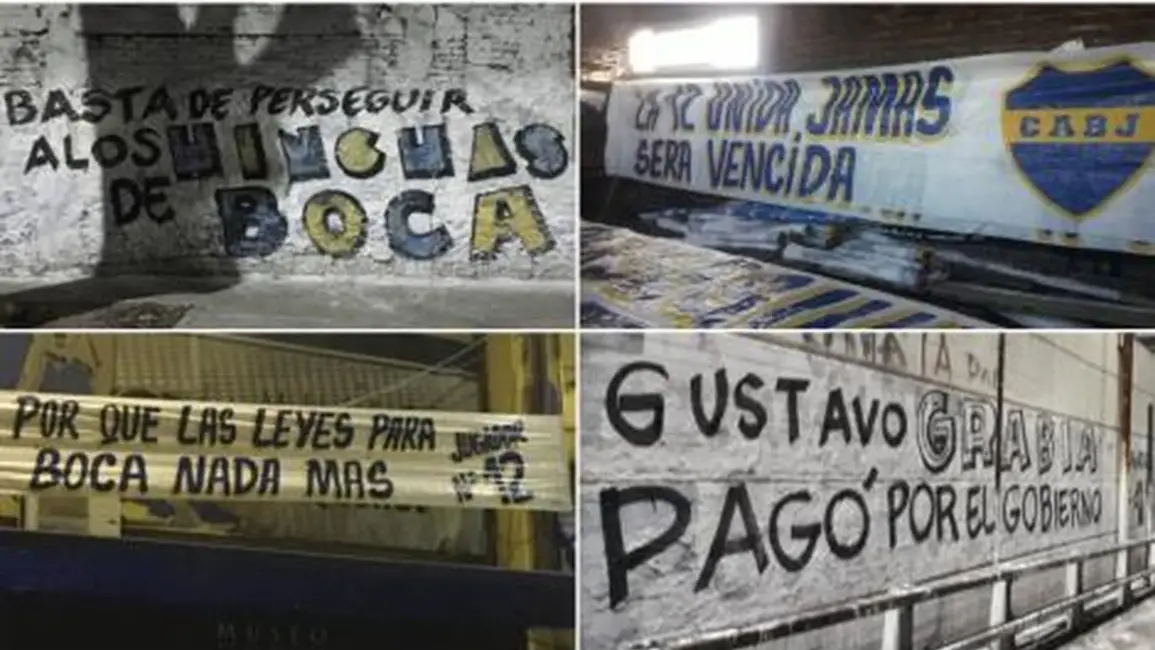 BASTA DE PERSEGUIR
A LOS HINCHAS
DE BOCA
LA 12 UNIDA JAMAS
SERA VENCIDA
CABJ
POR QUE LAS LEYES PARA
BOCA NADA MAS
JUGADOR
Nº 12
MUSEO
GUSTAVO GRABIA
PAGÓ POR EL GOBIERNO